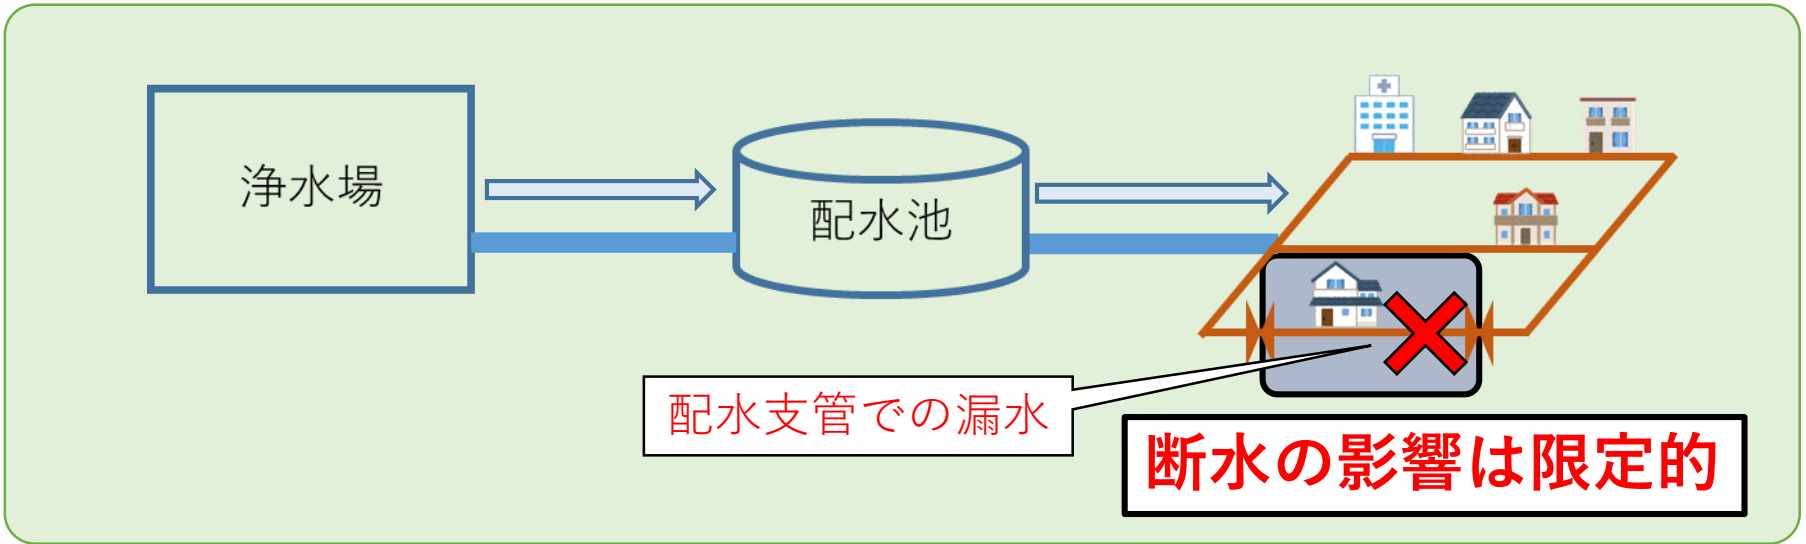 浄水場
配水池
配水支管での漏水
断水の影響は限定的